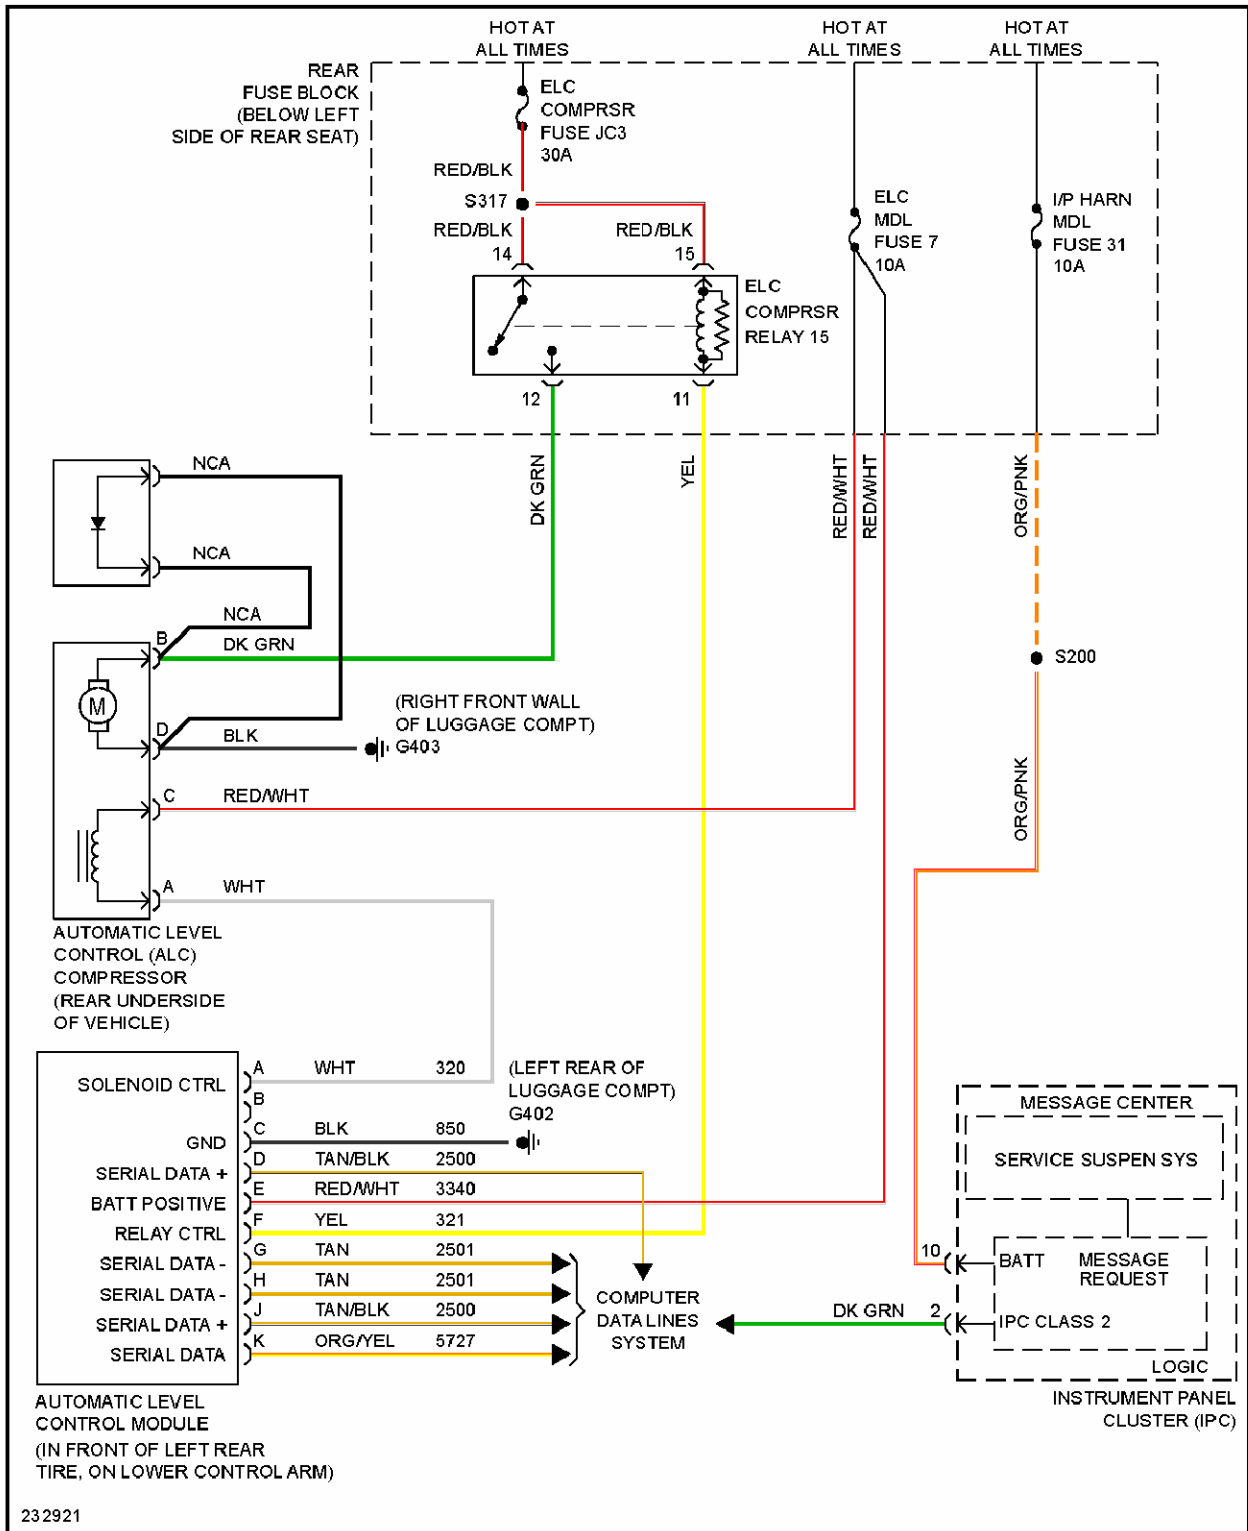 HOT AT
ALL TIMES
HOT AT
ALL TIMES
HOT AT
ALL TIMES
REAR
FUSE BLOCK
(BELOW LEFT
SIDE OF REAR SEAT)
ELC
COMPRSR
FUSE JC3
30A
RED/BLK
S317
RED/BLK
14
RED/BLK
15
ELC
MDL
FUSE 7
10A
I/P HARN
MDL
FUSE 31
10A
ELC
COMPRSR
RELAY 15
12
11
DK GRN
YEL
RED/WHT
RED/WHT
ORG/PNK
NCA
NCA
NCA
B
DK GRN
S200
M
(RIGHT FRONT WALL
OF LUGGAGE COMPT)
G403
D
BLK
C
RED/WHT
ORG/PNK
A
WHT
AUTOMATIC LEVEL
CONTROL (ALC)
COMPRESSOR
(REAR UNDERSIDE
OF VEHICLE)
SOLENOID CTRL
A
WHT
320
B
GND
C
BLK
850
(LEFT REAR OF
LUGGAGE COMPT)
G402
SERIAL DATA +
D
TAN/BLK
2500
BATT POSITIVE
E
RED/WHT
3340
RELAY CTRL
F
YEL
321
SERIAL DATA -
G
TAN
2501
SERIAL DATA -
H
TAN
2501
SERIAL DATA +
J
TAN/BLK
2500
SERIAL DATA
K
ORG/YEL
5727
COMPUTER
DATA LINES
SYSTEM
MESSAGE CENTER
SERVICE SUSPEN SYS
10
BATT
MESSAGE
REQUEST
DK GRN
2
IPC CLASS 2
LOGIC
INSTRUMENT PANEL
CLUSTER (IPC)
AUTOMATIC LEVEL
CONTROL MODULE
(IN FRONT OF LEFT REAR
TIRE, ON LOWER CONTROL ARM)
232921